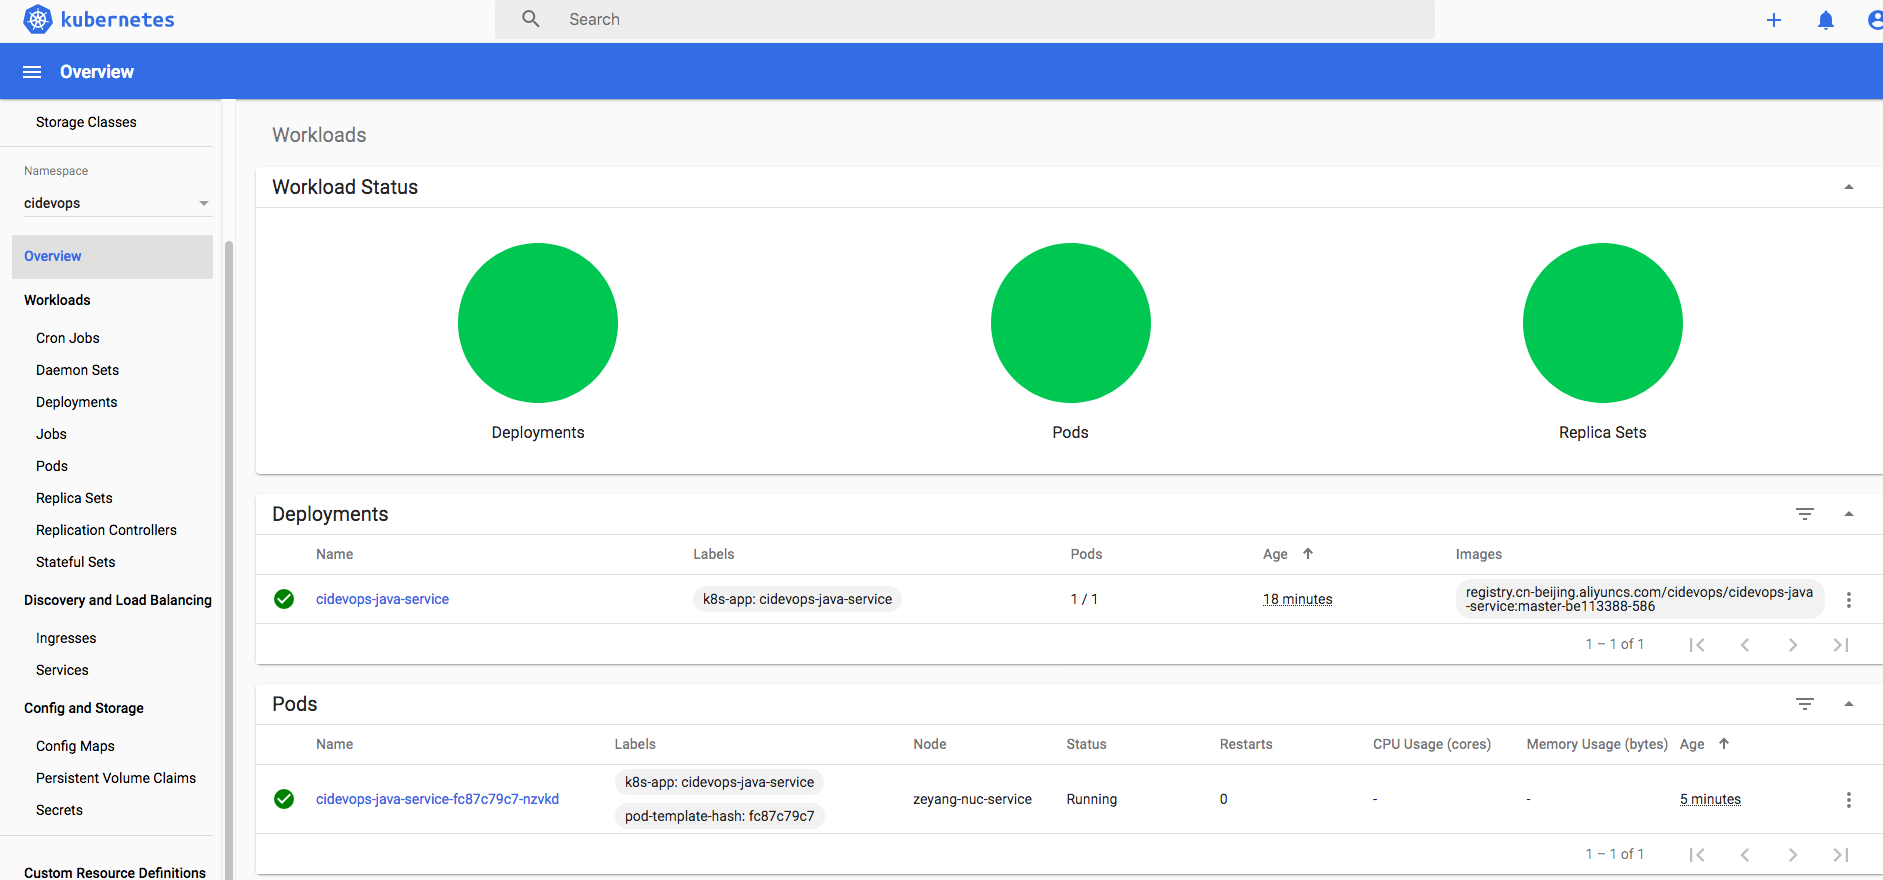 kubernetes
Search
Overview
Storage Classes
Namespace
cidevops
Overview
Workloads
Cron Jobs
Daemon Sets
Deployments
Jobs
Pods
Replica Sets
Replication Controllers
Stateful Sets
Discovery and Load Balancing
Ingresses
Services
Config and Storage
Config Maps
Persistent Volume Claims
Secrets
Custom Resource Definitions
Workloads
Workload Status
Deployments
Pods
Replica Sets
Deployments
Name Labels Pods Age Images
cidevops-java-service k8s-app: cidevops-java-service 1 / 1 18 minutes registry.cn-beijing.aliyuncs.com/cidevops/cidevops-java
-service:master-be113388-586
1 – 1 of 1
Pods
Name Labels Node Status Restarts CPU Usage (cores) Memory Usage (bytes) Age
k8s-app: cidevops-java-service
cidevops-java-service-fc87c79c7-nzvkd zeyang-nuc-service Running 0 - - 5 minutes
pod-template-hash: fc87c79c7
1 – 1 of 1